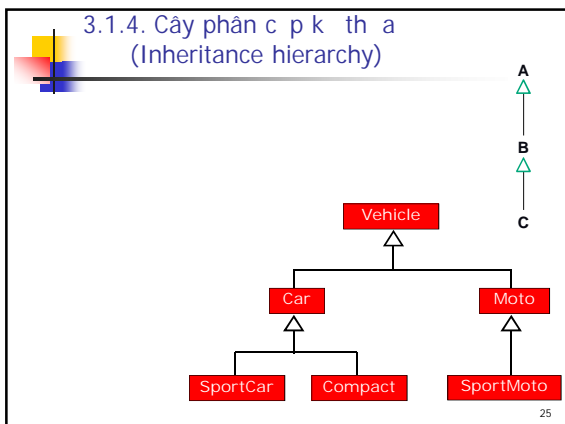 3.1.4. Cây phân c p k th a
(Inheritance hierarchy)
A
B
C
Vehicle
Car
Moto
SportCar
Compact
SportMoto
25